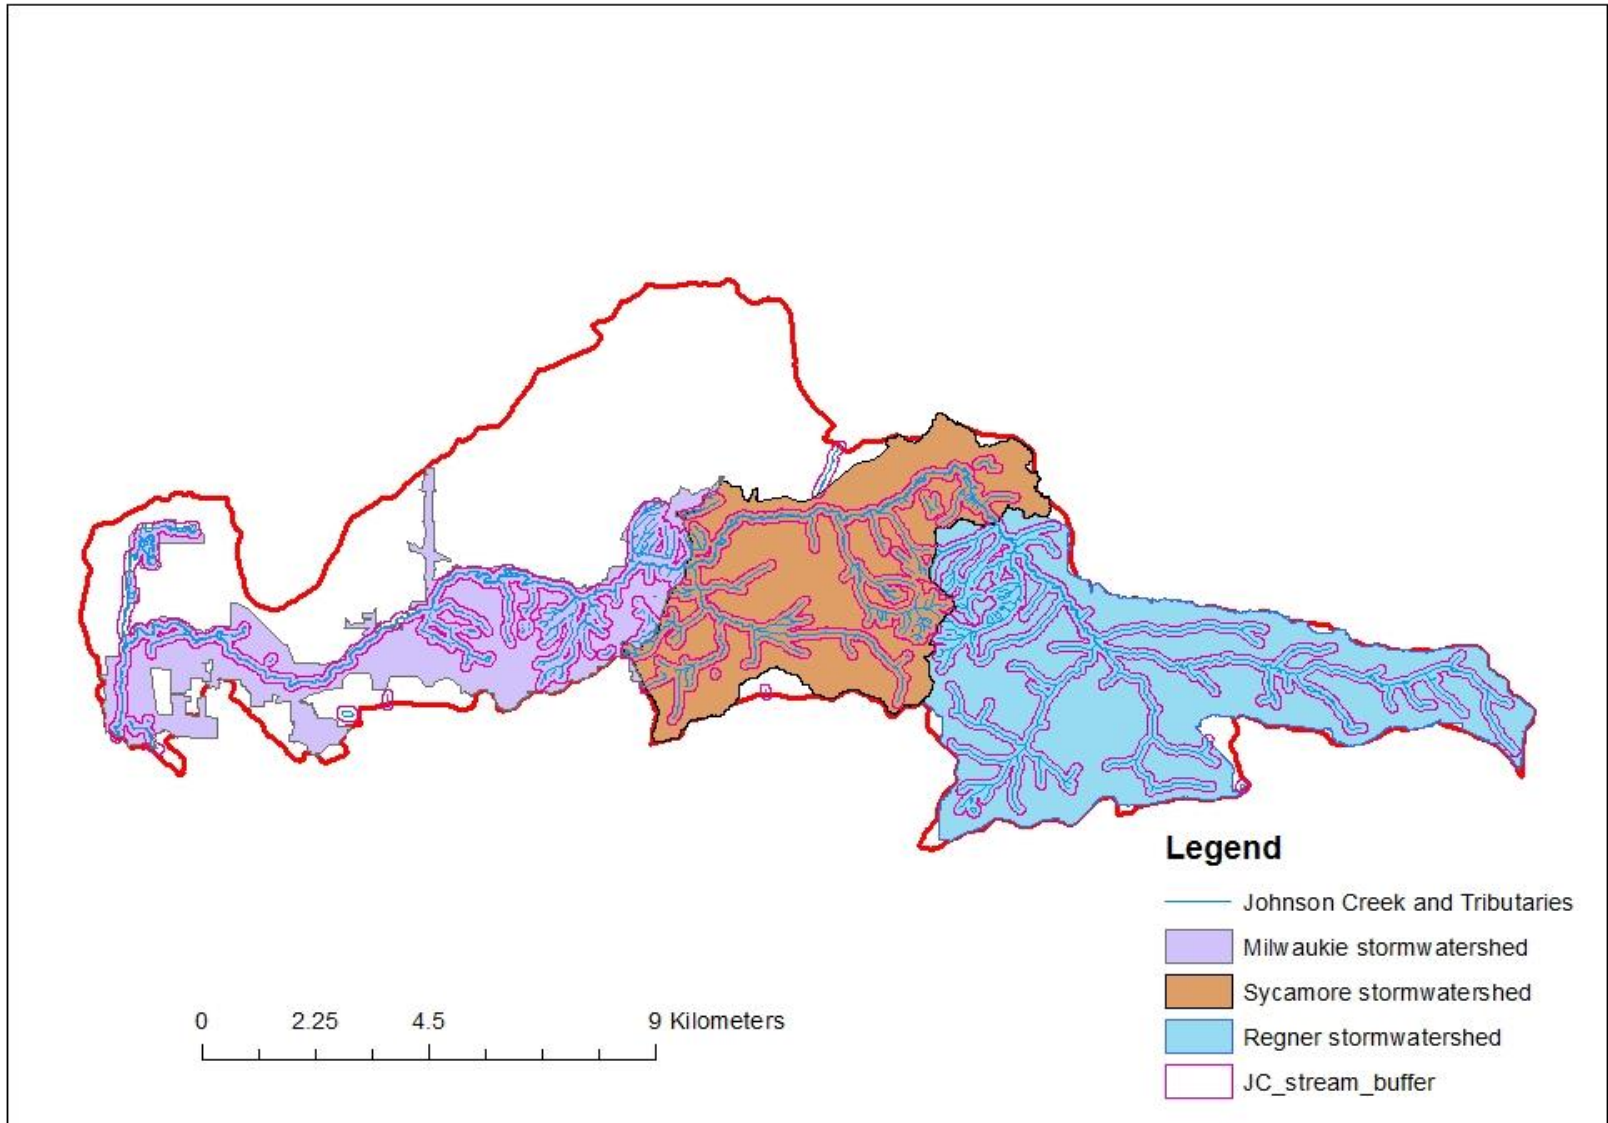 Legend
Johnson Creek and Tributaries
Milwaukie stormwatershed
Sycamore stormwatershed
Regner stormwatershed
JC_stream_buffer
0 2.25 4.5 9 Kilometers